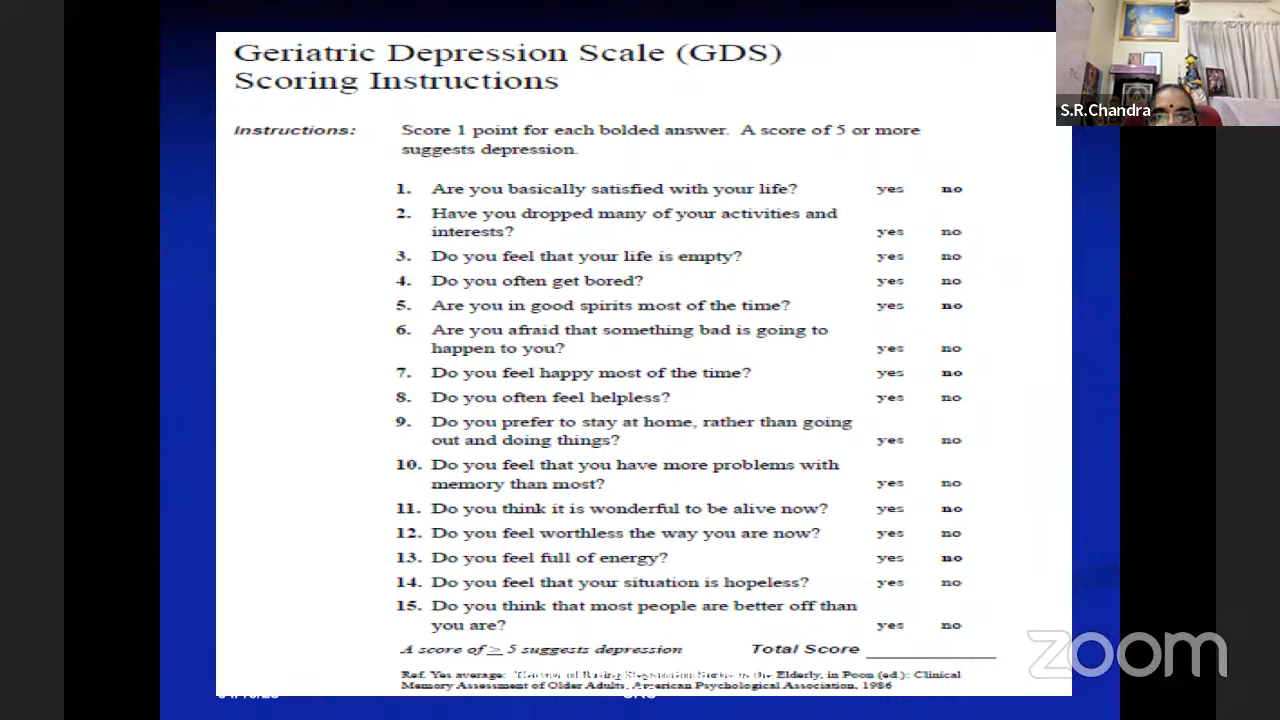 Geriatric Depression Scale (GDS)
Scoring Instructions
S.R.Chandra
Instructions: Score 1 point for each bolded answer. A score of 5 or more
suggests depression.
1. Are you basically satisfied with your life? yes no
2. Have you dropped many of your activities and
interests? yes no
3. Do you feel that your life is empty? yes no
4. Do you often get bored? yes no
5. Are you in good spirits most of the time? yes no
6. Are you afraid that something bad is going to
happen to you? yes no
7. Do you feel happy most of the time? yes no
8. Do you often feel helpless? yes no
9. Do you prefer to stay at home, rather than going
out and doing things? yes no
10. Do you feel that you have more problems with
memory than most? yes no
11. Do you think it is wonderful to be alive now? yes no
12. Do you feel worthless the way you are now? yes no
13. Do you feel full of energy? yes no
14. Do you feel that your situation is hopeless? yes no
15. Do you think that most people are better off than
you are? yes no
A score of ≥ 5 suggests depression Total Score
zoom
Ref. Yes average: Elderly, in Poon (ed.): Clinical
Memory Assessment of Older Adults, American Psychological Association, 1986